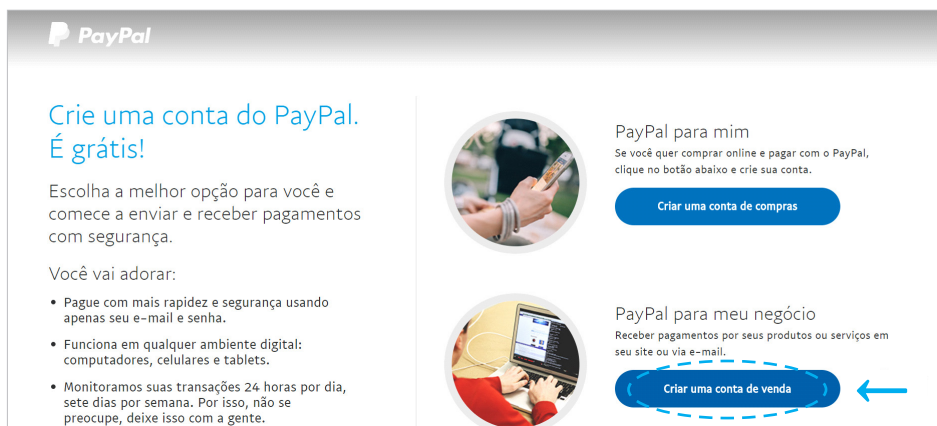 PayPal
Crie uma conta do PayPal.
É grátis!
Escolha a melhor opção para você e
comece a enviar e receber pagamentos
com segurança.
Você vai adorar:
• Pague com mais rapidez e segurança usando
apenas seu e-mail e senha.
• Funciona em qualquer ambiente digital:
computadores, celulares e tablets.
• Monitoramos suas transações 24 horas por dia,
sete dias por semana. Por isso, não se
preocupe, deixe isso com a gente.
PayPal para mim
Se você quer comprar online e pagar com o PayPal,
clique no botão abaixo e crie sua conta.
Criar uma conta de compras
PayPal para meu negócio
Receber pagamentos por seus produtos ou serviços em
seu site ou via e-mail.
Criar uma conta de venda